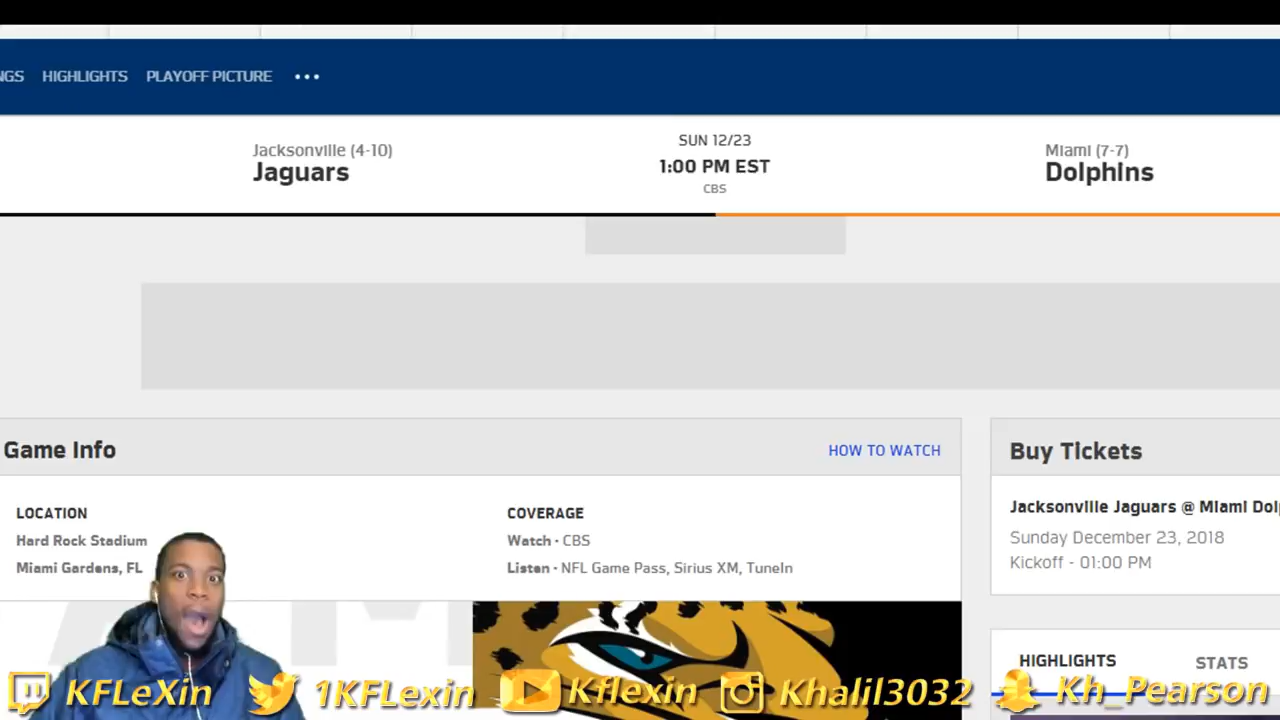 NGS HIGHLIGHTS PLAYOFF PICTURE •••
Jacksonville (4-10)
Jaguars
SUN 12/23
1:00 PM EST
CBS
Miami (7-7)
Dolphins
Game Info
HOW TO WATCH
LOCATION
Hard Rock Stadium
Miami Gardens, FL
COVERAGE
Watch · CBS
Listen · NFL Game Pass, Sirius XM, TuneIn
Buy Tickets
Jacksonville Jaguars @ Miami Dol
Sunday December 23, 2018
Kickoff - 01:00 PM
HIGHLIGHTS STATS
KFLeXin 1KFLexin Kflexin Khalil3032 Kh_Pearson